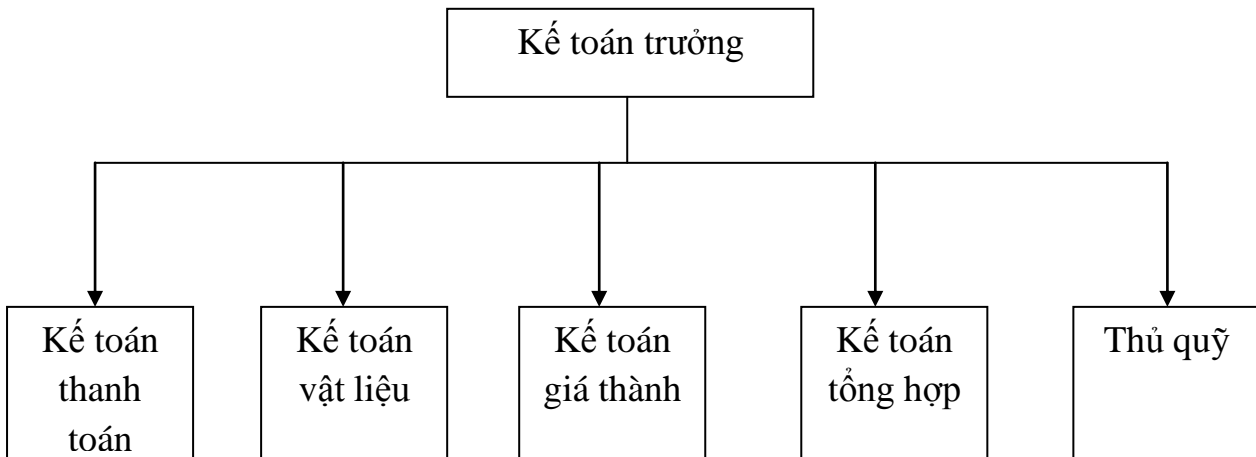 Kế toán trưởng
Kế toán
thanh
toán
Kế toán
vật liệu
Kế toán
giá thành
Kế toán
tổng hợp
Thủ quỹ